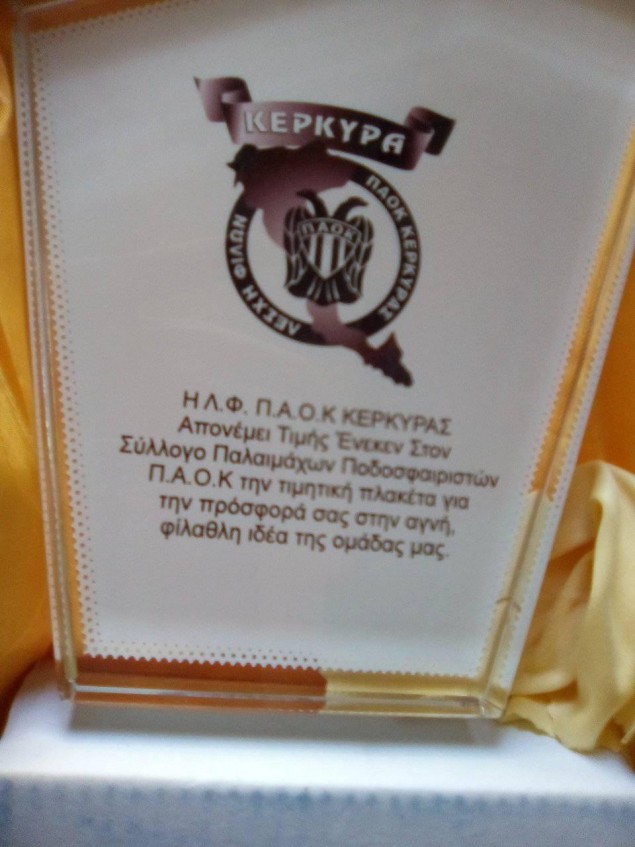 ΚΕΡΚΥΡΑ
ΠΑΟΚ ΚΕΡΚΥΡΑΣ
ΛΕΣΧΗ ΦΙΛΩΝ
ΠΑΟΚ
Η Λ.Φ. Π.Α.Ο.Κ ΚΕΡΚΥΡΑΣ
Απονέμει Τιμής Ένεκεν Στον
Σύλλογο Παλαιμάχων Ποδοσφαιριστών
Π.Α.Ο.Κ την τιμητική πλακέτα για
την πρόσφορά σας στην αγνή,
φίλαθλη ιδέα της ομάδας μας.